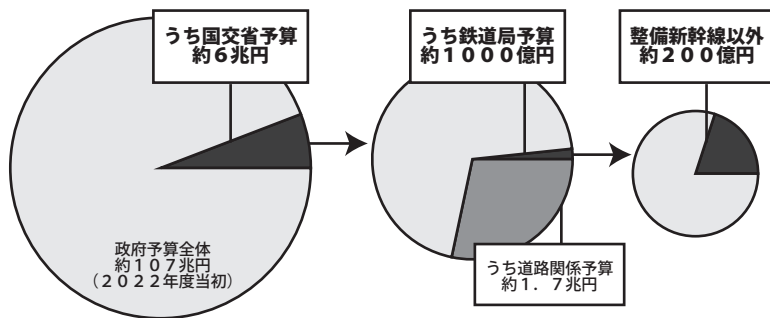 うち国交省予算
約6兆円
うち鉄道局予算
約1000億円
整備新幹線以外
約200億円
政府予算全体
約107兆円
(2022年度当初)
うち道路関係予算
約1.7兆円